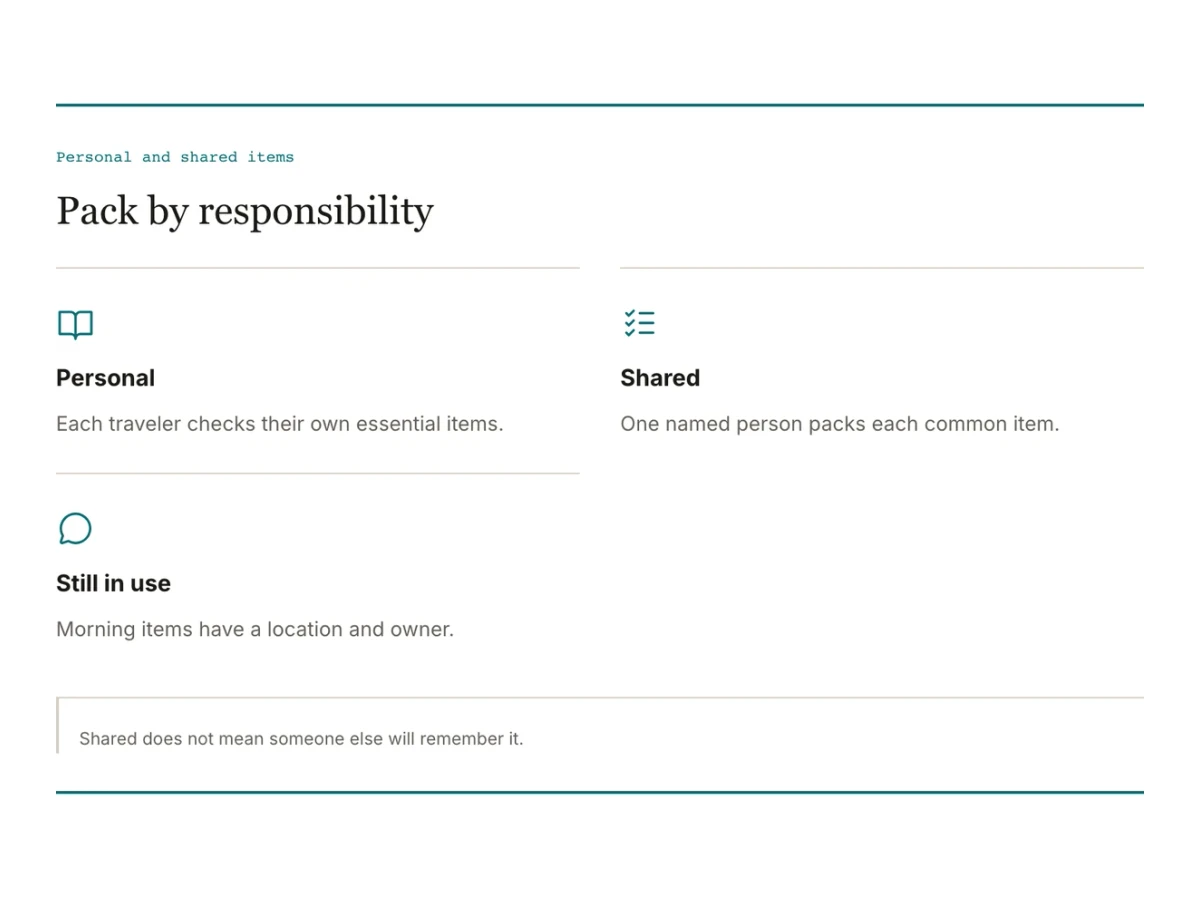 Personal and shared items
Pack by responsibility
Personal
Each traveler checks their own essential items.
Shared
One named person packs each common item.
Still in use
Morning items have a location and owner.
Shared does not mean someone else will remember it.